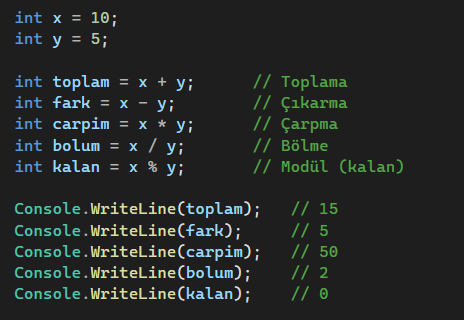 int x = 10;
int y = 5;
int toplam = x + y;      // Toplama
int fark = x - y;        // Çıkarma
int carpim = x * y;      // Çarpma
int bolum = x / y;       // Bölme
int kalan = x % y;       // Modül (kalan)
Console.WriteLine(toplam);   // 15
Console.WriteLine(fark);     // 5
Console.WriteLine(carpim);   // 50
Console.WriteLine(bolum);    // 2
Console.WriteLine(kalan);    // 0